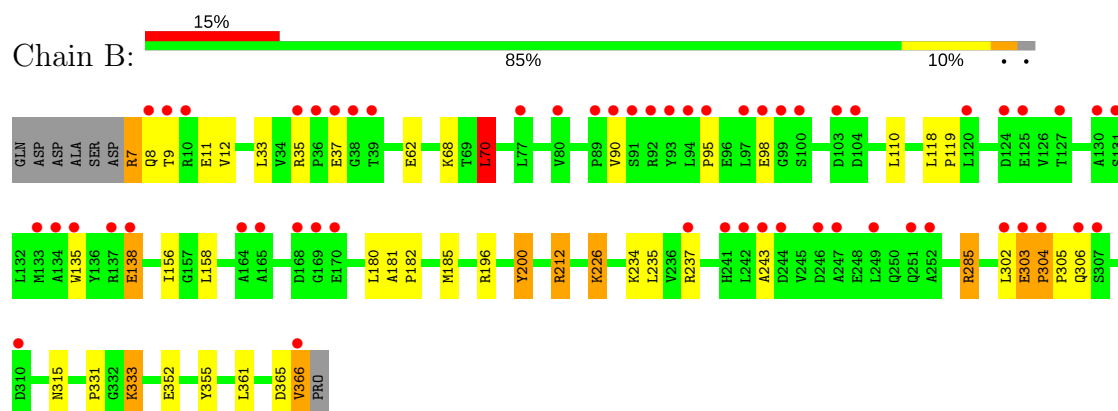 15%
Chain B:
85% 10% • •
GLN ASP ASP ALA SER ASP R7 Q8 T9 R10 E11 V12 L33 V34 R35 P36 E37 G38 T39 E62 K68 T69 L70 L77 V80 P89 V90 S91 R92 Y93 L94 P95 E96 L97 E98 G99 S100 D103 D104 L110 L118 P119 L120 D124 E125 V126 T127 A130 S131
L132 M133 A134 W135 Y136 R137 E138 I156 G157 L158 A164 A165 D168 G169 E170 L180 A181 P182 M185 R196 Y200 R212 K226 K234 L235 V236 R237 H241 L242 A243 D244 V245 D246 A247 E248 L249 Q250 Q251 A252 R285 L302 E303 P304 P305 Q306 S307
D310 N315 P331 G332 K333 E352 Y355 L361 D365 V366 PRO